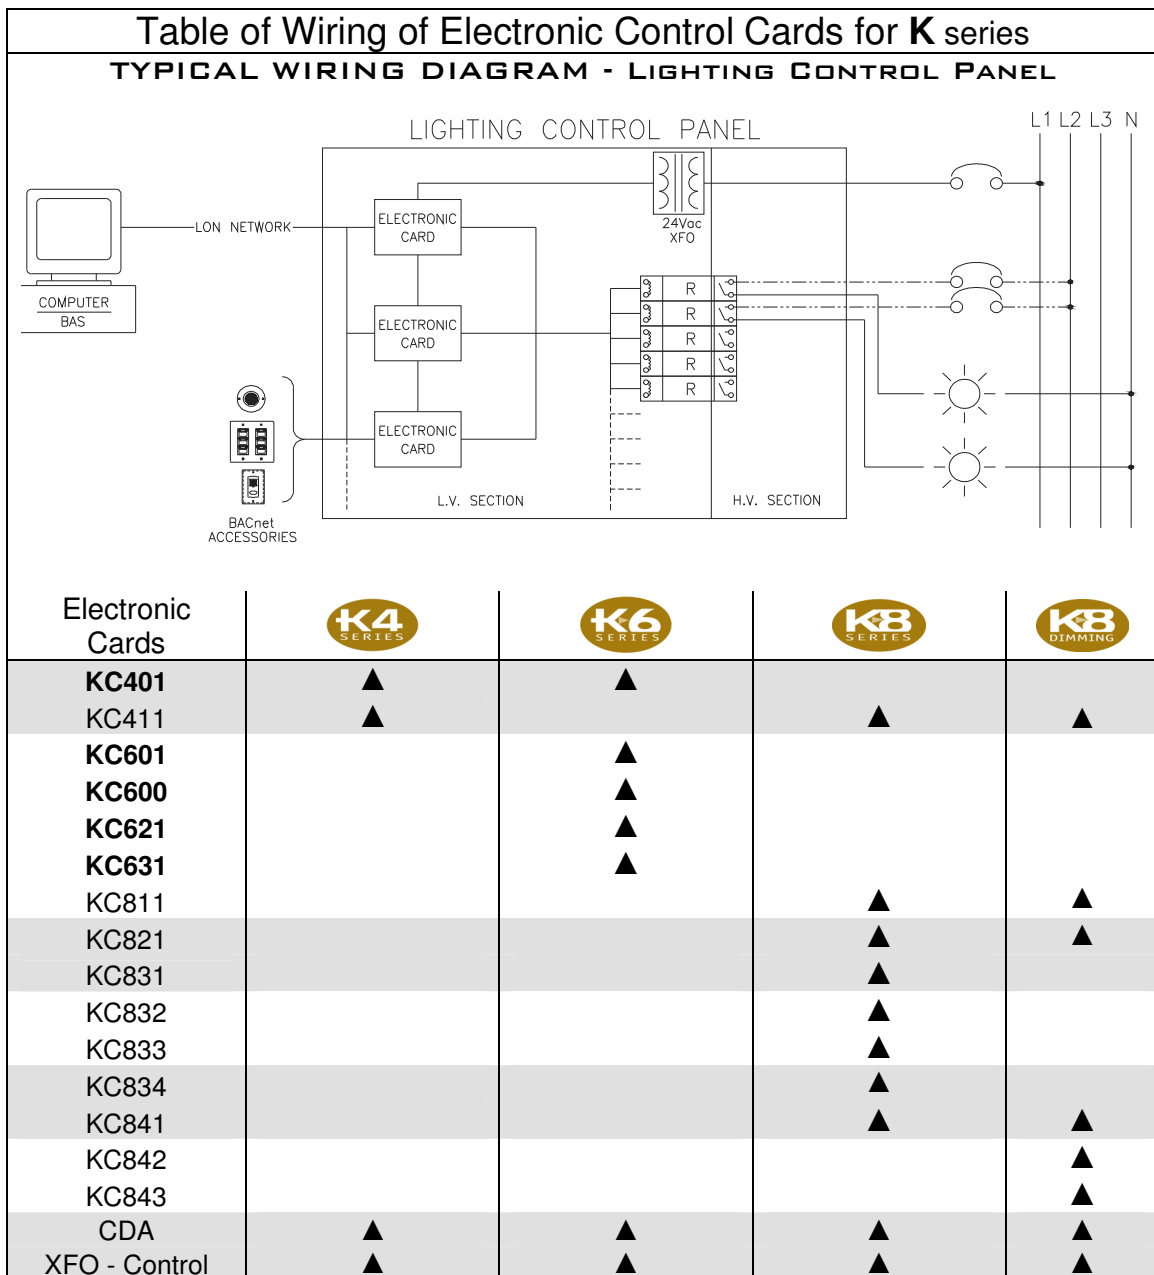 Table of Wiring of Electronic Control Cards for K series
TYPICAL WIRING DIAGRAM - LIGHTING CONTROL PANEL
LIGHTING CONTROL PANEL
L1 L2 L3 N
24Vac
XFO
ELECTRONIC
CARD
LON NETWORK
COMPUTER
BAS
R
R
ELECTRONIC
CARD
R
R
R
ELECTRONIC
CARD
L.V. SECTION
H.V. SECTION
BACnet
ACCESSORIES
Electronic
Cards
K4
SERIES
K6
SERIES
K8
SERIES
K8
DIMMING
KC401 ▲ ▲
KC411 ▲ ▲ ▲
KC601 ▲
KC600 ▲
KC621 ▲
KC631 ▲
KC811 ▲ ▲
KC821 ▲ ▲
KC831 ▲
KC832 ▲
KC833 ▲
KC834 ▲
KC841 ▲ ▲
KC842 ▲
KC843 ▲
CDA ▲ ▲ ▲ ▲
XFO - Control ▲ ▲ ▲ ▲